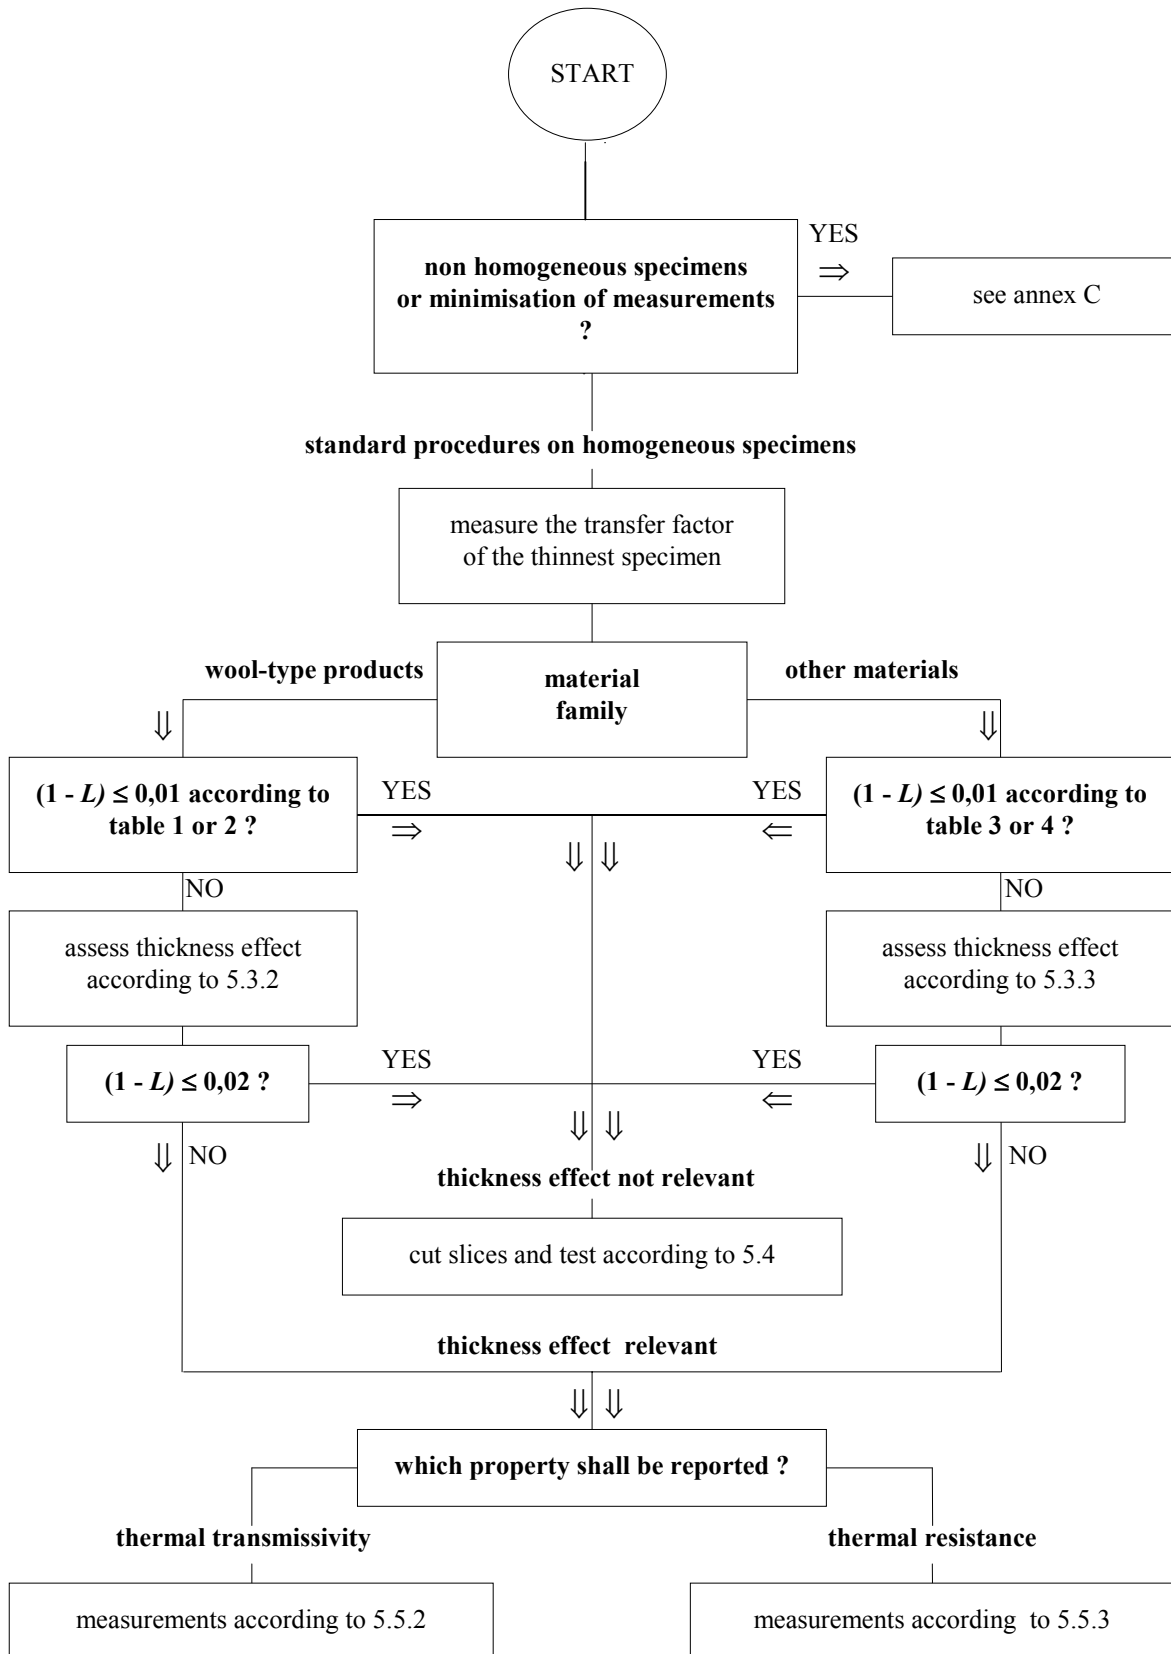 START
YES
non homogeneous specimens
or minimisation of measurements
?
⇒
see annex C
standard procedures on homogeneous specimens
measure the transfer factor
of the thinnest specimen
wool-type products
material
family
other materials
⇓
⇓
(1 - L) ≤ 0,01 according to
table 1 or 2 ?
YES
⇒
YES
⇐
(1 - L) ≤ 0,01 according to
table 3 or 4 ?
⇓ ⇓
NO
NO
assess thickness effect
according to 5.3.2
assess thickness effect
according to 5.3.3
(1 - L) ≤ 0,02 ?
YES
⇒
YES
⇐
(1 - L) ≤ 0,02 ?
⇓ ⇓
⇓ NO
⇓ NO
thickness effect not relevant
cut slices and test according to 5.4
thickness effect relevant
⇓ ⇓
which property shall be reported ?
thermal transmissivity
thermal resistance
measurements according to 5.5.2
measurements according to 5.5.3